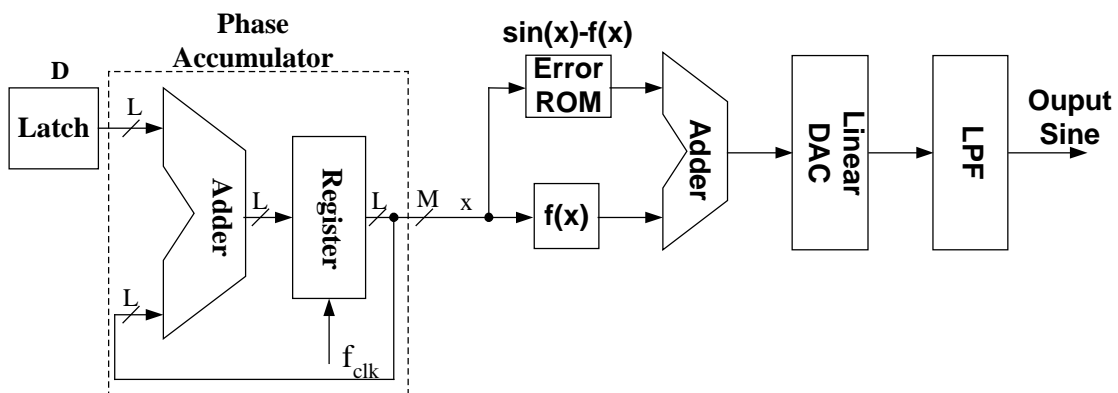 Phase
Accumulator
D
Latch
L
L
Adder
L
Register
L
f_clk
M
x
sin(x)-f(x)
Error
ROM
f(x)
Adder
Linear
DAC
LPF
Ouput
Sine